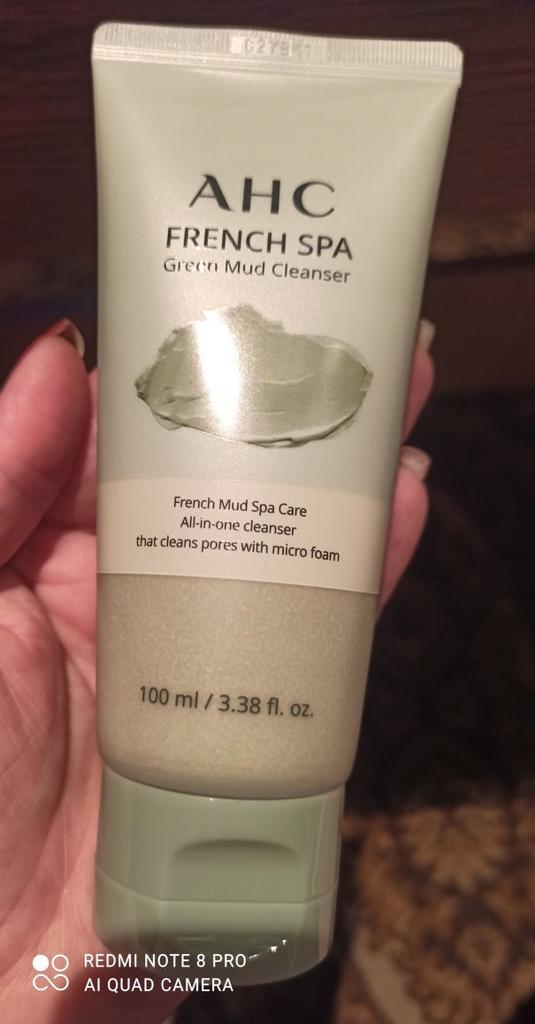 AHC
FRENCH SPA
Green Mud Cleanser
French Mud Spa Care
All-in-one cleanser
that cleans pores with micro foam
100 ml / 3.38 fl. oz.
REDMI NOTE 8 PRO
AI QUAD CAMERA